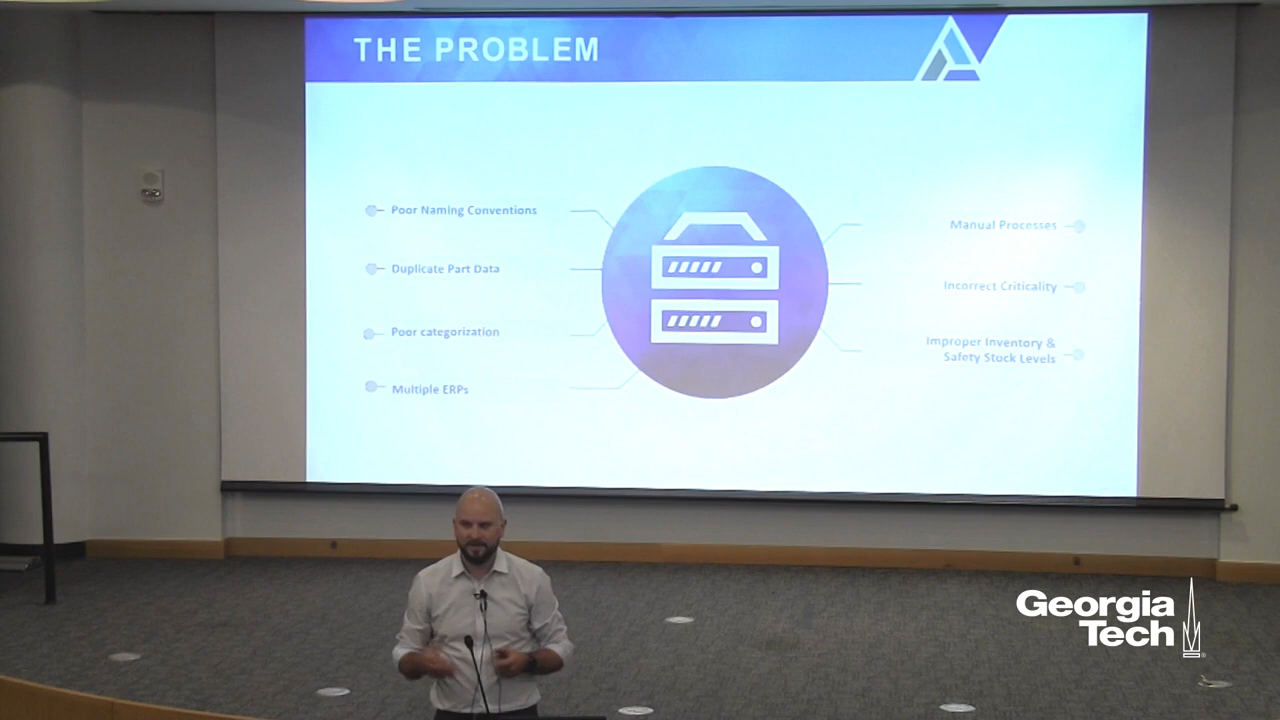 THE PROBLEM
Poor Naming Conventions
Duplicate Part Data
Poor categorization
Multiple ERPs
Manual Processes
Incorrect Criticality
Improper Inventory &
Safety Stock Levels
Georgia
Tech